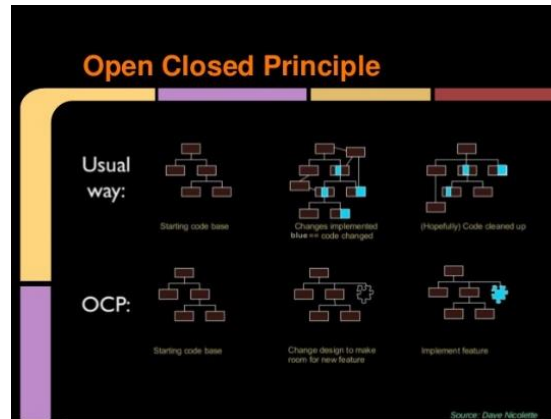 Open Closed Principle
Usual
way:
Starting code base
Changes implemented
blue== code changed
(Hopefully) Code cleaned up
OCP:
Starting code base
Change design to make
room for new feature
Implement feature
Source: Dave Nicolette